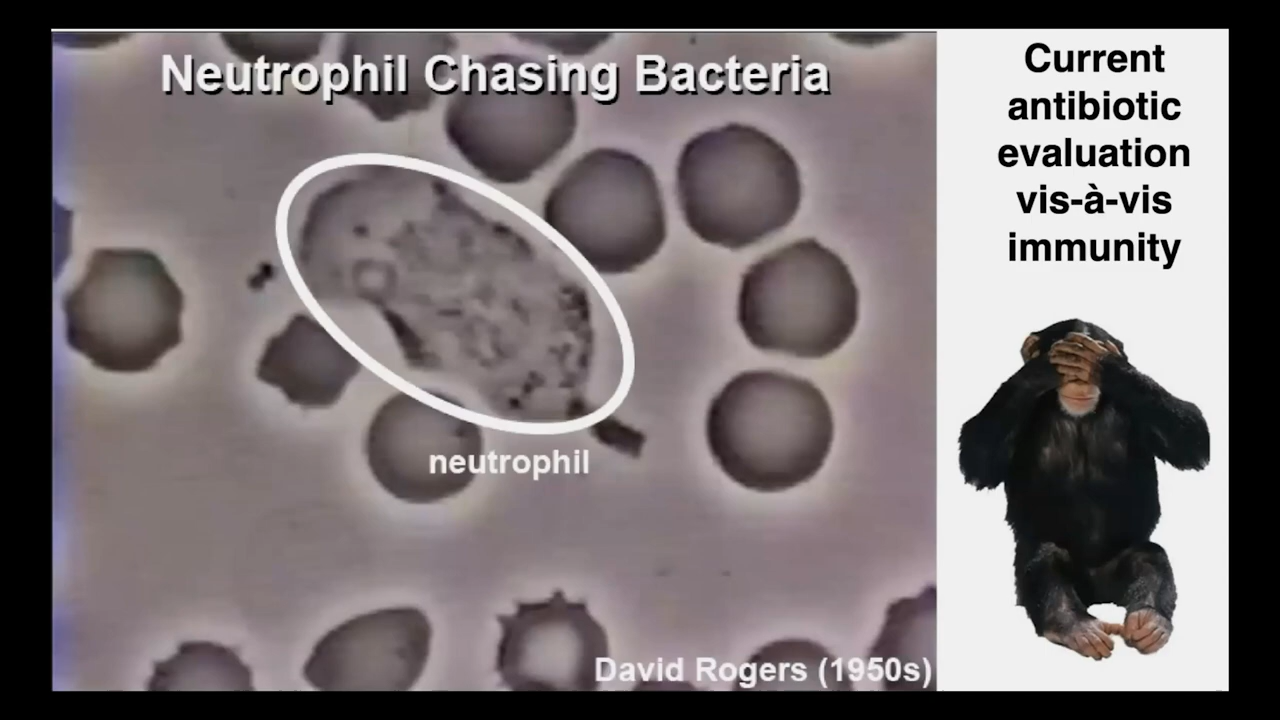 Neutrophil Chasing Bacteria
neutrophil
David Rogers (1950s)
Current
antibiotic
evaluation
vis-à-vis
immunity